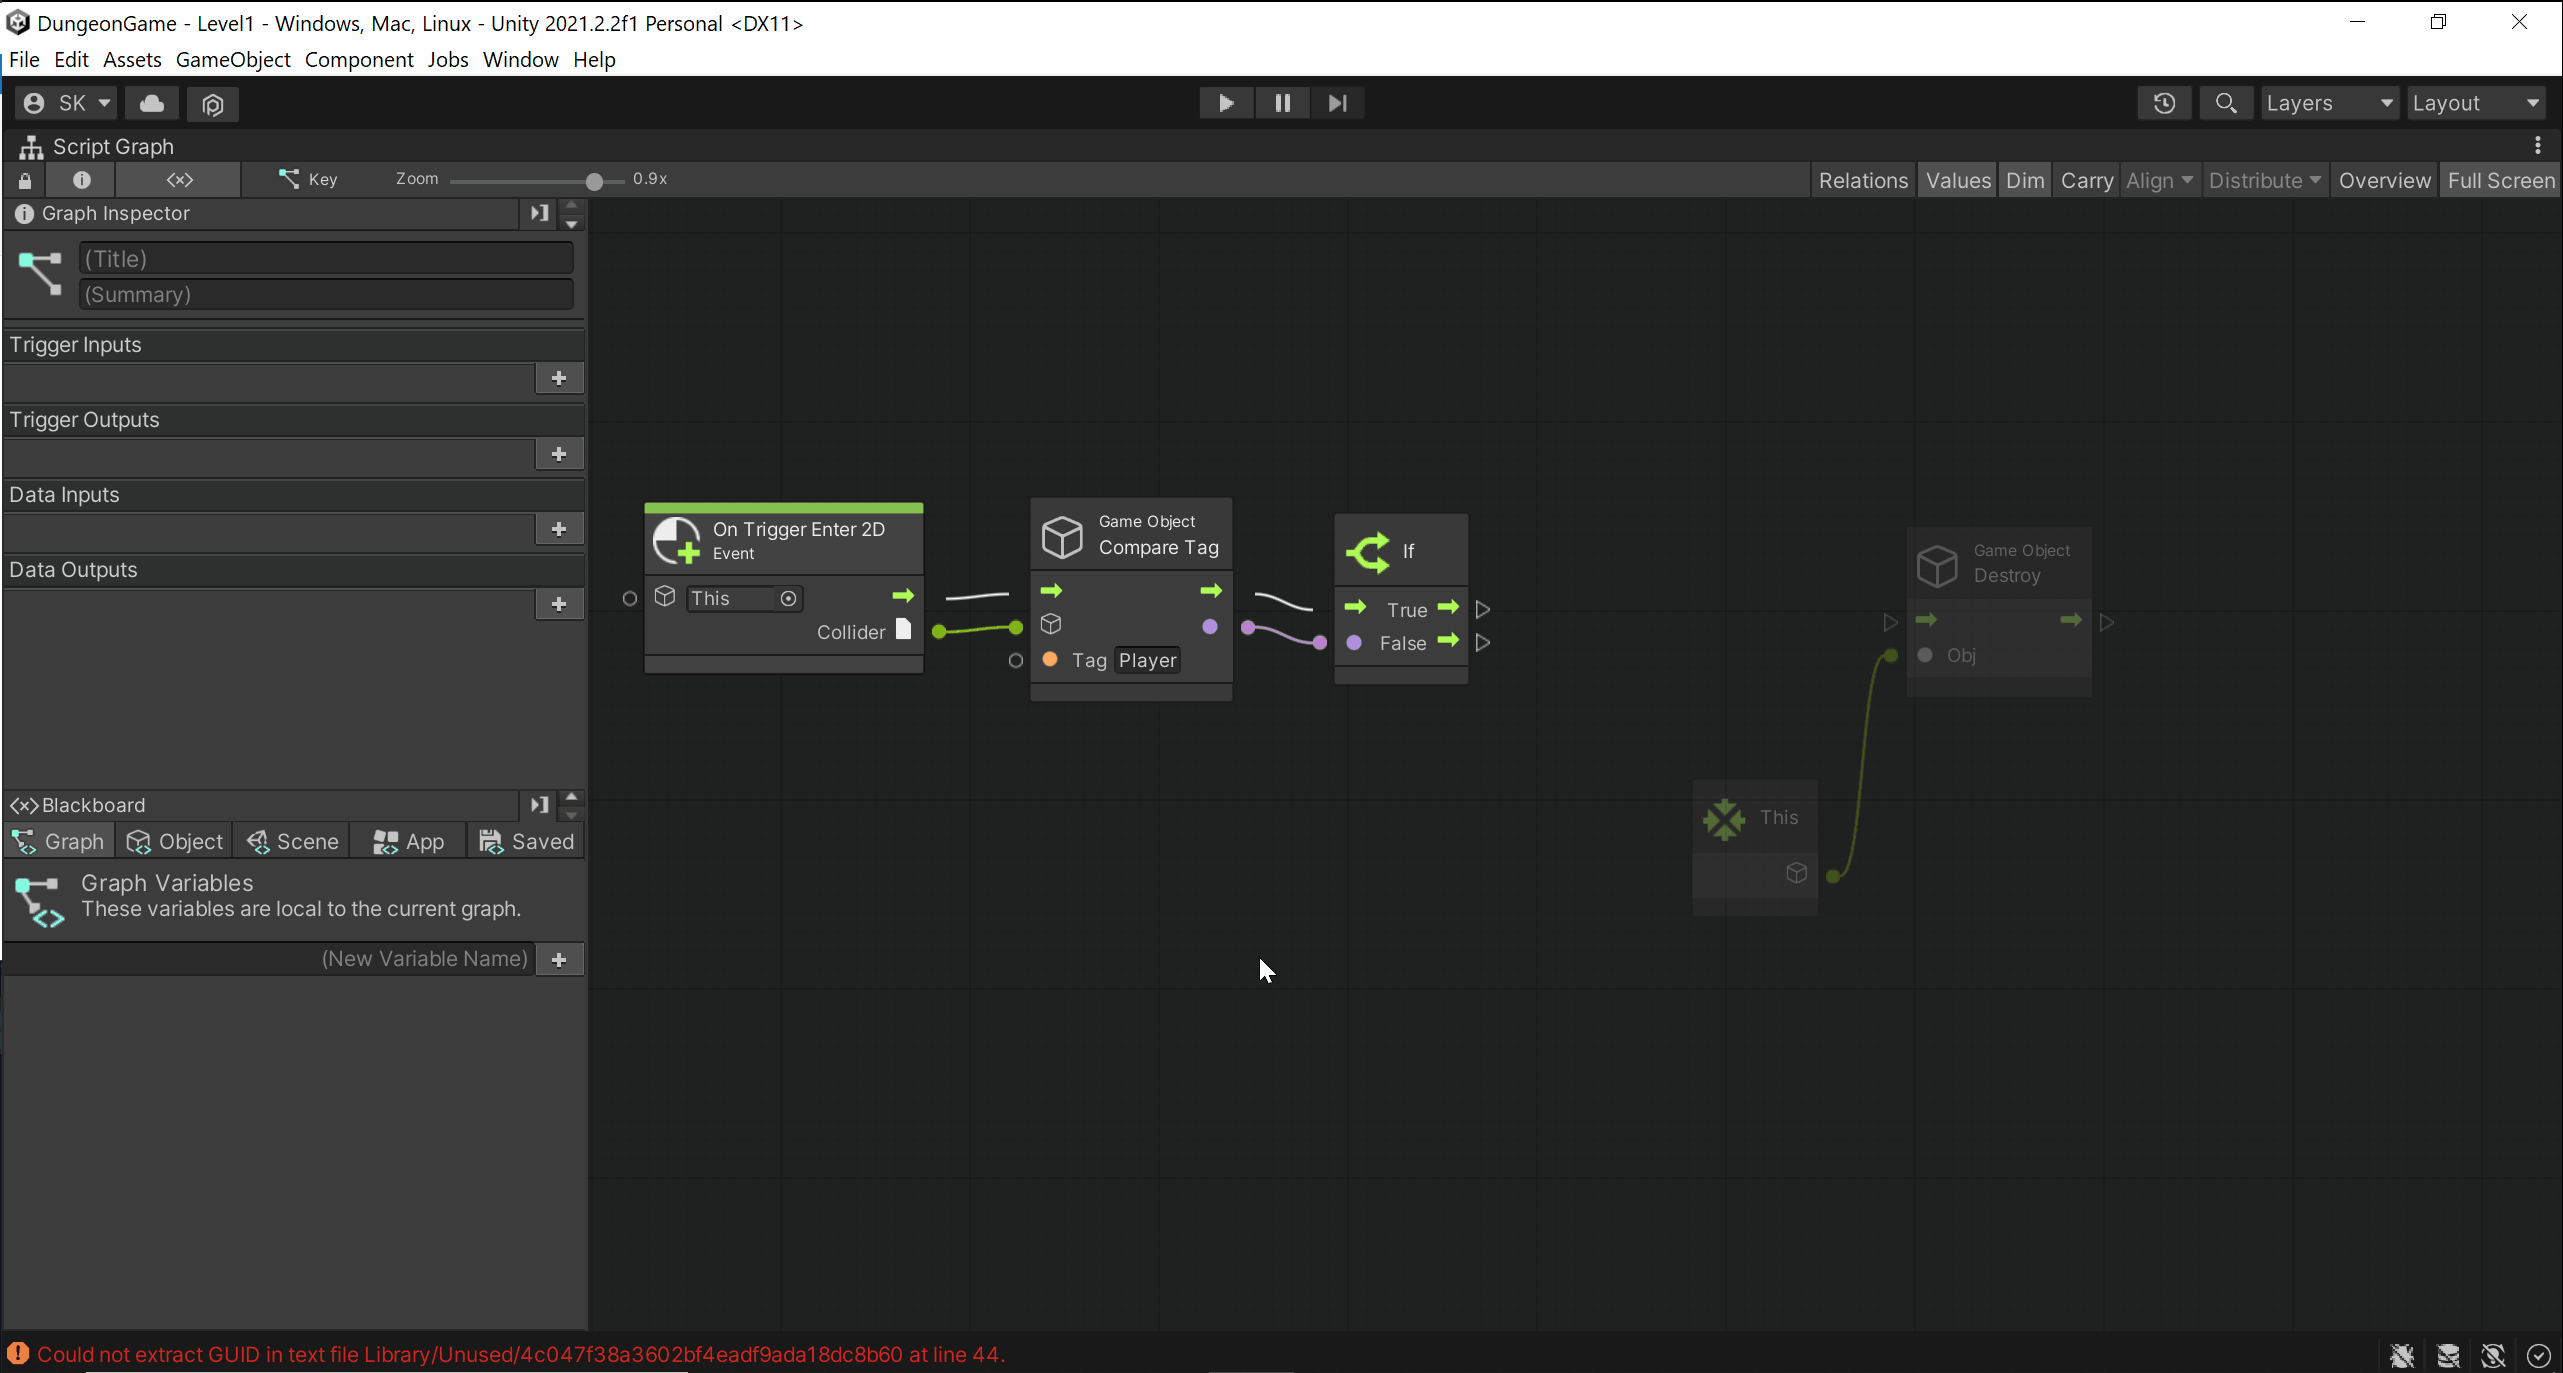 DungeonGame - Level1 - Windows, Mac, Linux - Unity 2021.2.2f1 Personal <DX11>
File Edit Assets GameObject Component Jobs Window Help
SK Layers Layout
Script Graph
<x> Key Zoom 0.9x Relations Values Dim Carry Align Distribute Overview Full Screen
Graph Inspector
(Title)
(Summary)
Trigger Inputs
Trigger Outputs
Data Inputs
Data Outputs
<x> Blackboard
Graph Object Scene App Saved
Graph Variables
These variables are local to the current graph.
(New Variable Name)
On Trigger Enter 2D
Event
This
Collider
Game Object
Compare Tag
Tag Player
If
True
False
Game Object
Destroy
Obj
This
Could not extract GUID in text file Library/Unused/4c047f38a3602bf4eadf9ada18dc8b60 at line 44.